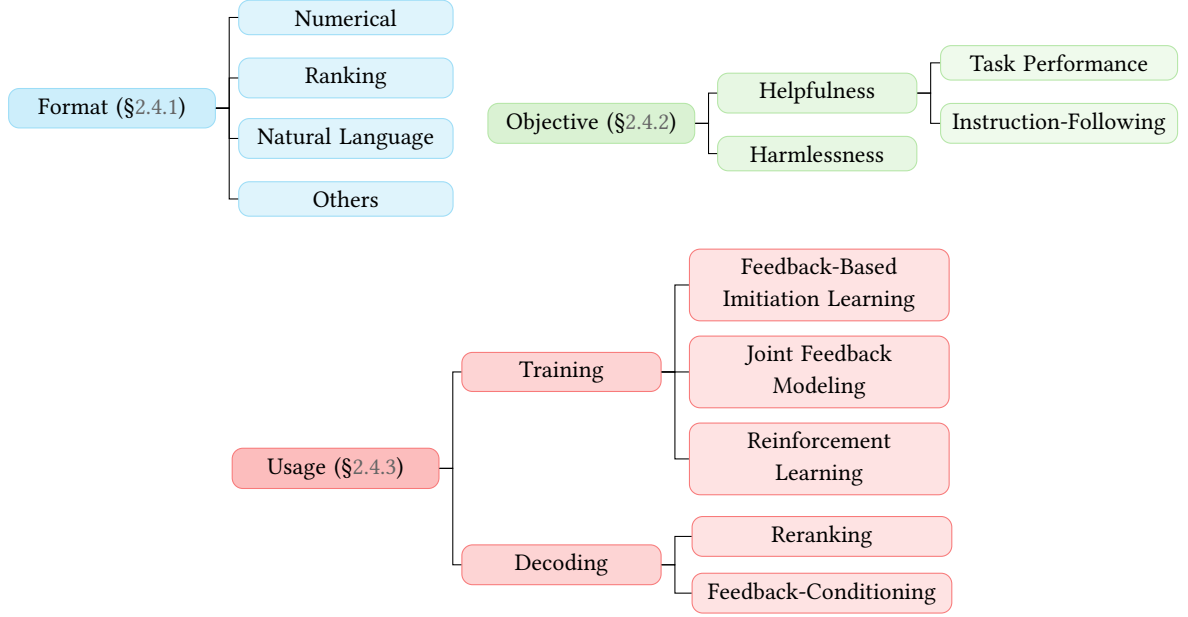 Format (§2.4.1)
Numerical
Ranking
Natural Language
Others
Objective (§2.4.2)
Helpfulness
Harmlessness
Task Performance
Instruction-Following
Usage (§2.4.3)
Training
Feedback-Based
Imitiation Learning
Joint Feedback
Modeling
Reinforcement
Learning
Decoding
Reranking
Feedback-Conditioning